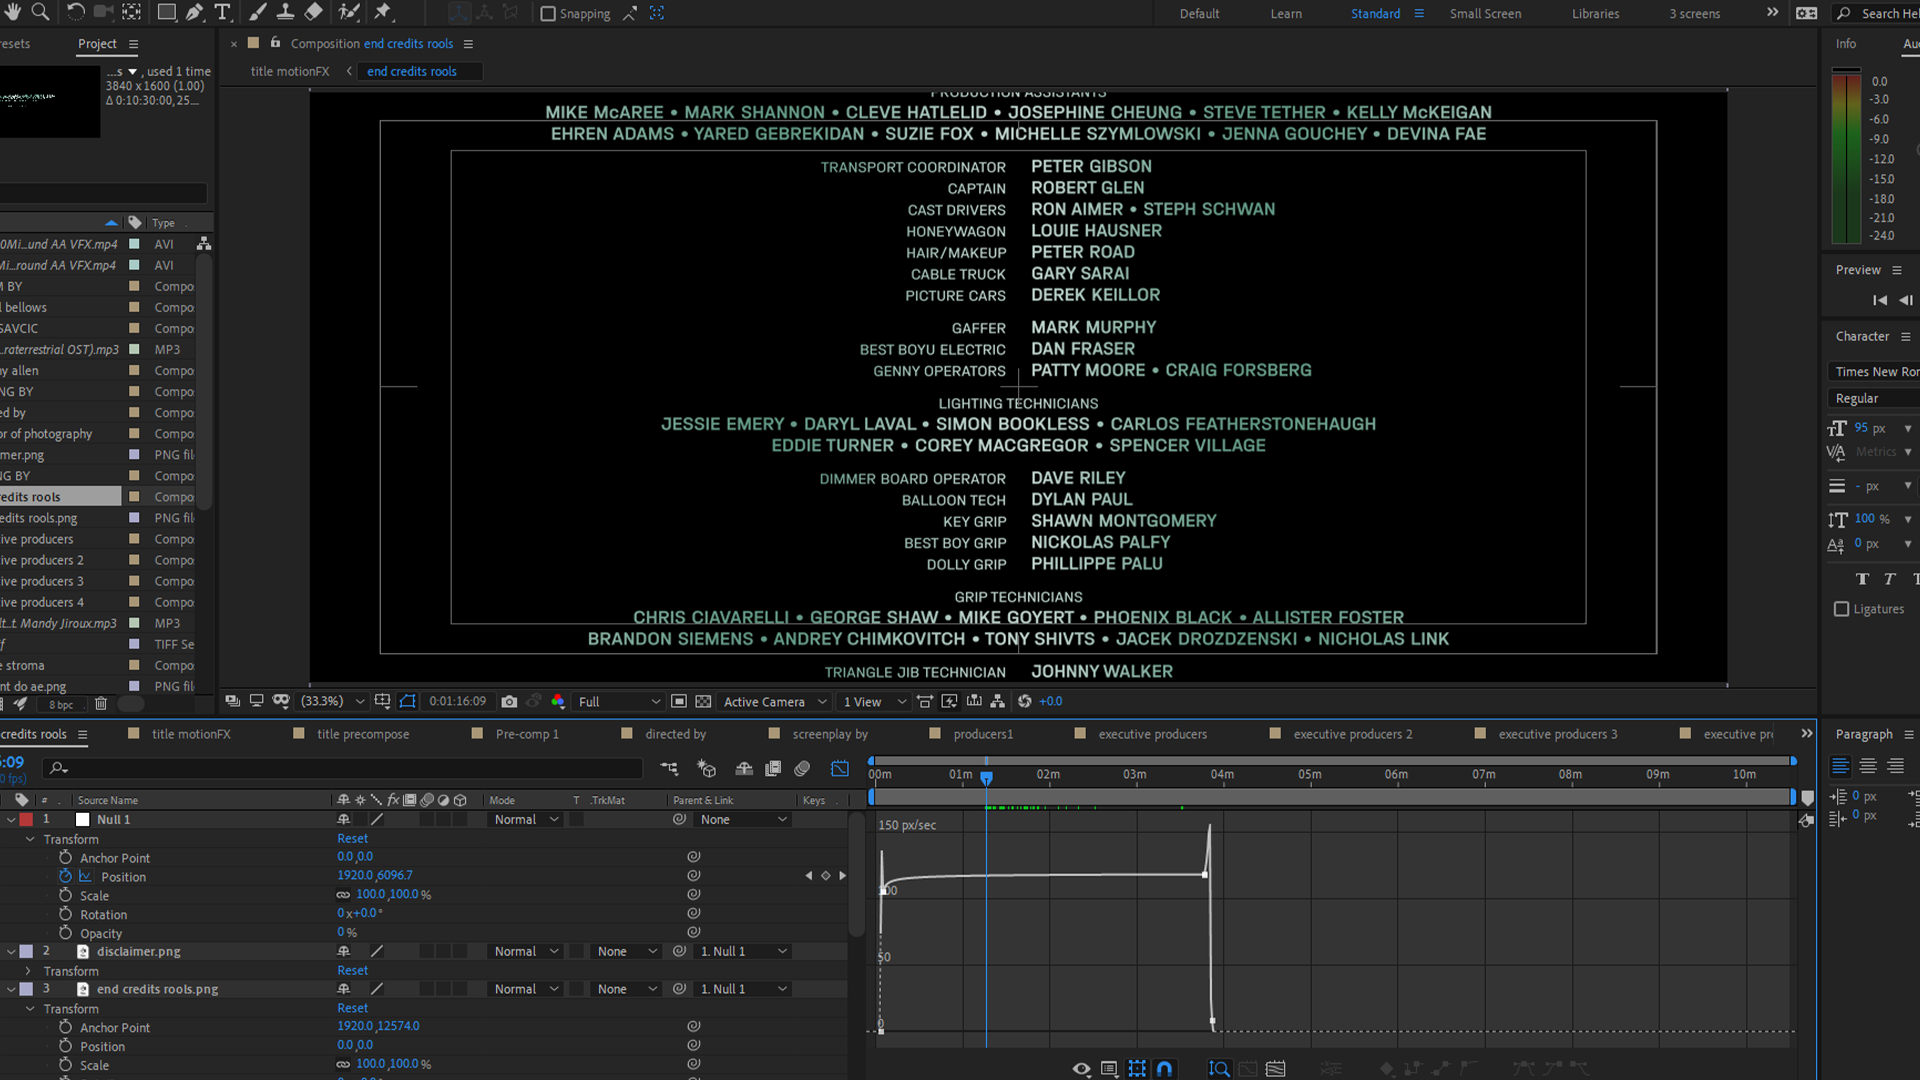 Snapping
Default
Learn
Standard
Small Screen
Libraries
3 screens
Search Hel
esets
Project
Composition end credits rools
Info
Au
title motionFX
end credits rools
...s , used 1 time
3840 x 1600 (1.00)
Δ 0:10:30:00, 25...
0.0
-3.0
-6.0
-9.0
-12.0
-15.0
-18.0
-21.0
-24.0
PRODUCTION ASSISTANTS
MIKE McAREE • MARK SHANNON • CLEVE HATLELID • JOSEPHINE CHEUNG • STEVE TETHER • KELLY McKEIGAN
EHREN ADAMS • YARED GEBREKIDAN • SUZIE FOX • MICHELLE SZYMLOWSKI • JENNA GOUCHEY • DEVINA FAE
TRANSPORT COORDINATOR PETER GIBSON
CAPTAIN ROBERT GLEN
CAST DRIVERS RON AIMER • STEPH SCHWAN
HONEYWAGON LOUIE HAUSNER
HAIR/MAKEUP PETER ROAD
CABLE TRUCK GARY SARAI
PICTURE CARS DEREK KEILLOR
GAFFER MARK MURPHY
BEST BOYU ELECTRIC DAN FRASER
GENNY OPERATORS PATTY MOORE • CRAIG FORSBERG
LIGHTING TECHNICIANS
JESSIE EMERY • DARYL LAVAL • SIMON BOOKLESS • CARLOS FEATHERSTONEHAUGH
EDDIE TURNER • COREY MACGREGOR • SPENCER VILLAGE
DIMMER BOARD OPERATOR DAVE RILEY
BALLOON TECH DYLAN PAUL
KEY GRIP SHAWN MONTGOMERY
BEST BOY GRIP NICKOLAS PALFY
DOLLY GRIP PHILLIPPE PALU
GRIP TECHNICIANS
CHRIS CIAVARELLI • GEORGE SHAW • MIKE GOYERT • PHOENIX BLACK • ALLISTER FOSTER
BRANDON SIEMENS • ANDREY CHIMKOVITCH • TONY SHIVTS • JACEK DROZDZENSKI • NICHOLAS LINK
TRIANGLE JIB TECHNICIAN JOHNNY WALKER
Type
0Mi...und AA VFX.mp4 AVI
Mi...round AA VFX.mp4 AVI
M BY Compo
l bellows Compo
SAVCIC Compo
...raterrestrial OST).mp3 MP3
ny allen Compo
NG BY Compo
ed by Compo
or of photography Compo
mer.png PNG fil
NG BY Compo
redits rools Compo
edits rools.png PNG fil
tive producers Compo
tive producers 2 Compo
tive producers 3 Compo
tive producers 4 Compo
lt...t. Mandy Jiroux.mp3 MP3
ff TIFF Se
e stroma Compo
nt do ae.png PNG fil
8 bpc
(33.3%)
0:01:16:09
Full
Active Camera
1 View
+0.0
Preview
Character
Times New Ror
Regular
95 px
Metrics
- px
100 %
0 px
T T T
Ligatures
credits rools
title motionFX
title precompose
Pre-comp 1
directed by
screenplay by
producers1
executive producers
executive producers 2
executive producers 3
executive pr
Paragraph
0 px
0 px
6:09
0 fps)
00m 01m 02m 03m 04m 05m 06m 07m 08m 09m 10m
# . Source Name fx Mode T .TrkMat Parent & Link Keys
1 Null 1 Normal None
Transform Reset
Anchor Point 0.0,0.0
Position 1920.0,6096.7
Scale 100.0,100.0 %
Rotation 0x+0.0°
Opacity 0 %
2 disclaimer.png Normal None 1. Null 1
Transform Reset
3 end credits rools.png Normal None 1. Null 1
Transform Reset
Anchor Point 1920.0,12574.0
Position 0.0,0.0
Scale 100.0,100.0 %
150 px/sec
100
50
0